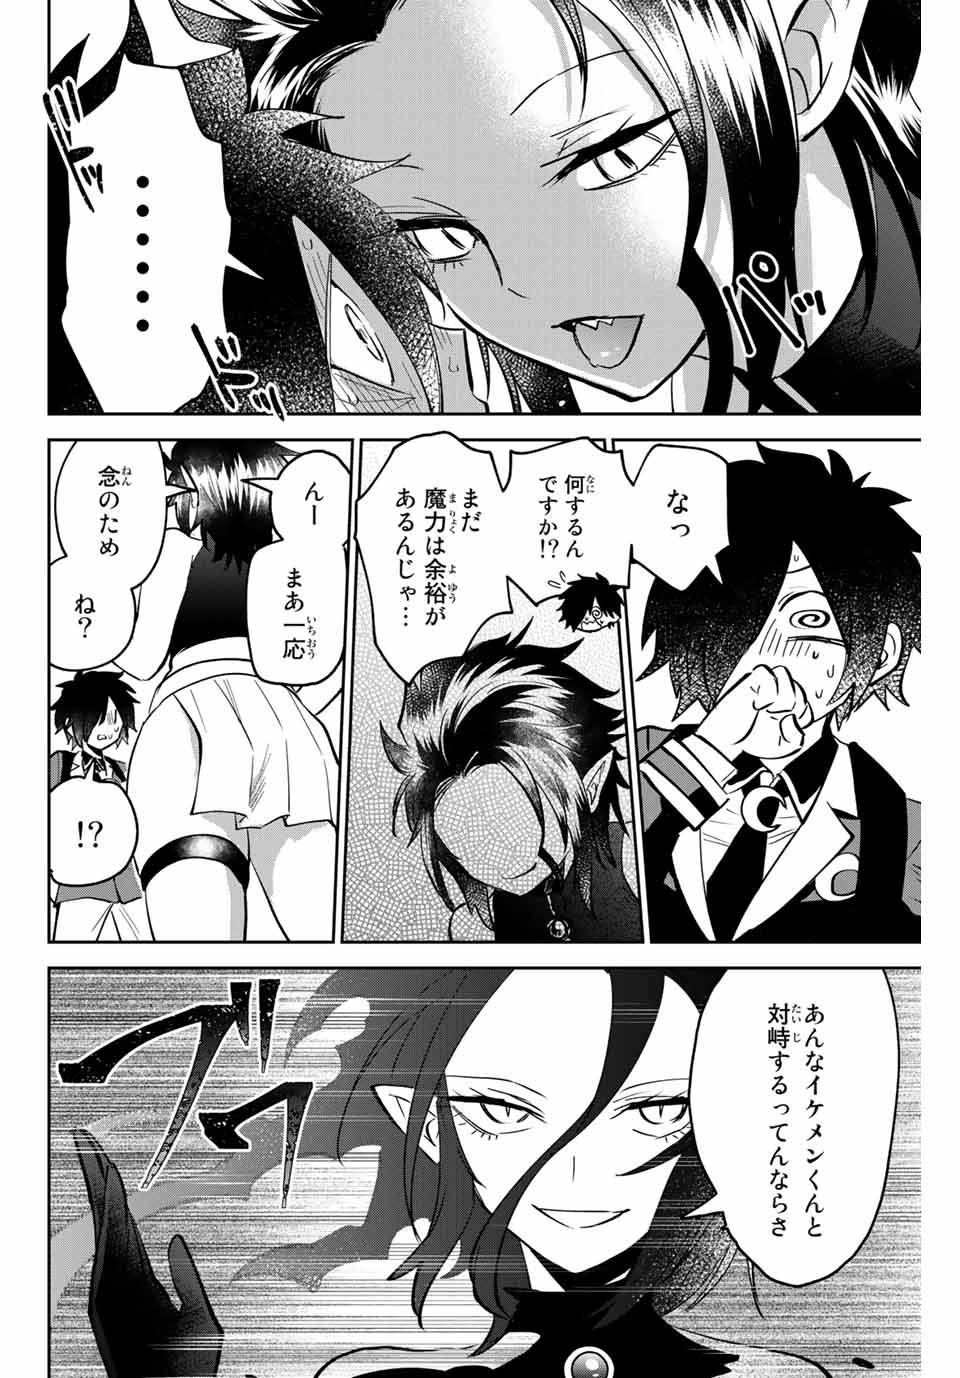 パッ
ドッ
・・・・・・
ドッ
なっ
何するん
ですか!?
まだ
魔力は余裕が
あるんじゃ…
んー
まあ一応
念のため
ね?
!?
あんなイケメンくんと
対峙するってんならさ
ズズ